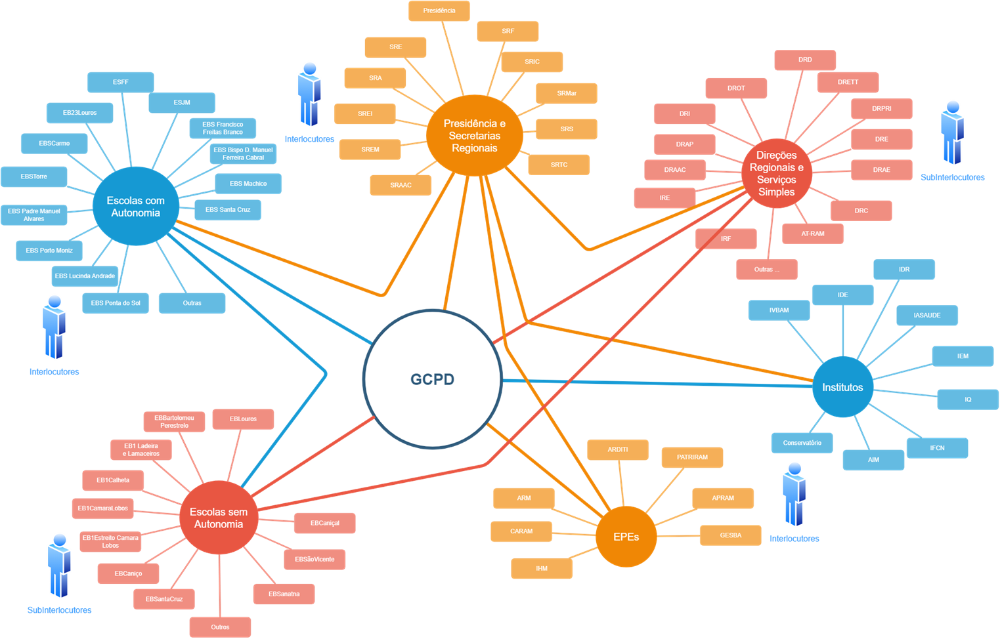 Presidência
SRF
SRE
SRIC
SRA
SRMar
SREI
SRS
SREM
SRTC
SRAAC
Presidência e
Secretarias
Regionais
Interlocutores
DRD
DROT
DRETT
DRI
DRPRI
DRAP
DRE
DRAAC
DRAE
IRE
DRC
IRF
AT-RAM
Outras ...
Direções
Regionais e
Serviços
Simples
SubInterlocutores
ESFF
ESJM
EB23Louros
EBS Francisco
Freitas Branco
EBSCarmo
EBS Bispo D. Manuel
Ferreira Cabral
EBSTorre
EBS Machico
EBS Padre Manuel
Alvares
EBS Santa Cruz
EBS Porto Moniz
EBS Lucinda Andrade
EBS Ponta do Sol
Outras
Escolas com
Autonomia
Interlocutores
GCPD
IDR
IDE
IVBAM
IASAUDE
IEM
IQ
Conservatório
IFCN
AIM
Institutos
Interlocutores
EBBartolomeu
Perestrelo
EBLouros
EB1 Ladeira
e Lamaceiros
EB1Calheta
EB1CamaraLobos
EB1Estreito Camara
Lobos
EBCaniço
EBSantaCruz
Outros
EBSanatna
EBSãoVicente
EBCaniçal
Escolas sem
Autonomia
SubInterlocutores
ARDITI
PATRIRAM
ARM
APRAM
CARAM
GESBA
IHM
EPEs